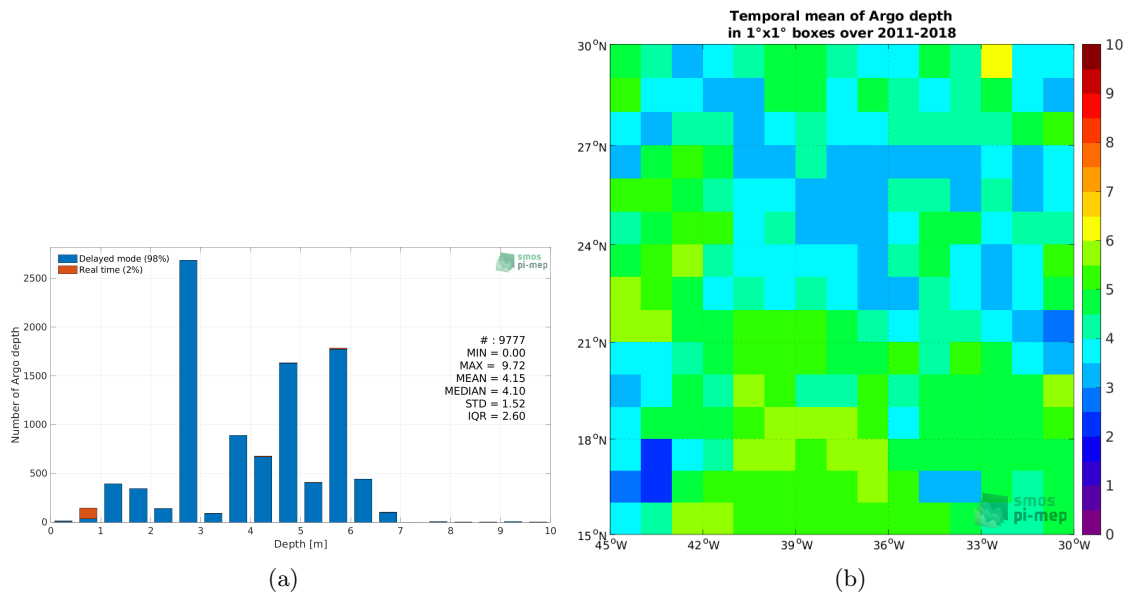 Delayed mode (98%)
Real time (2%)
smos
pi-mep
# : 9777
MIN = 0.00
MAX = 9.72
MEAN = 4.15
MEDIAN = 4.10
STD = 1.52
IQR = 2.60
Number of Argo depth
2500
2000
1500
1000
500
0
0 1 2 3 4 5 6 7 8 9 10
Depth [m]
(a)
Temporal mean of Argo depth
in 1°x1° boxes over 2011-2018
30°N
27°N
24°N
21°N
18°N
15°N
45°W 42°W 39°W 36°W 33°W 30°W
smos
pi-mep
10
9
8
7
6
5
4
3
2
1
0
(b)